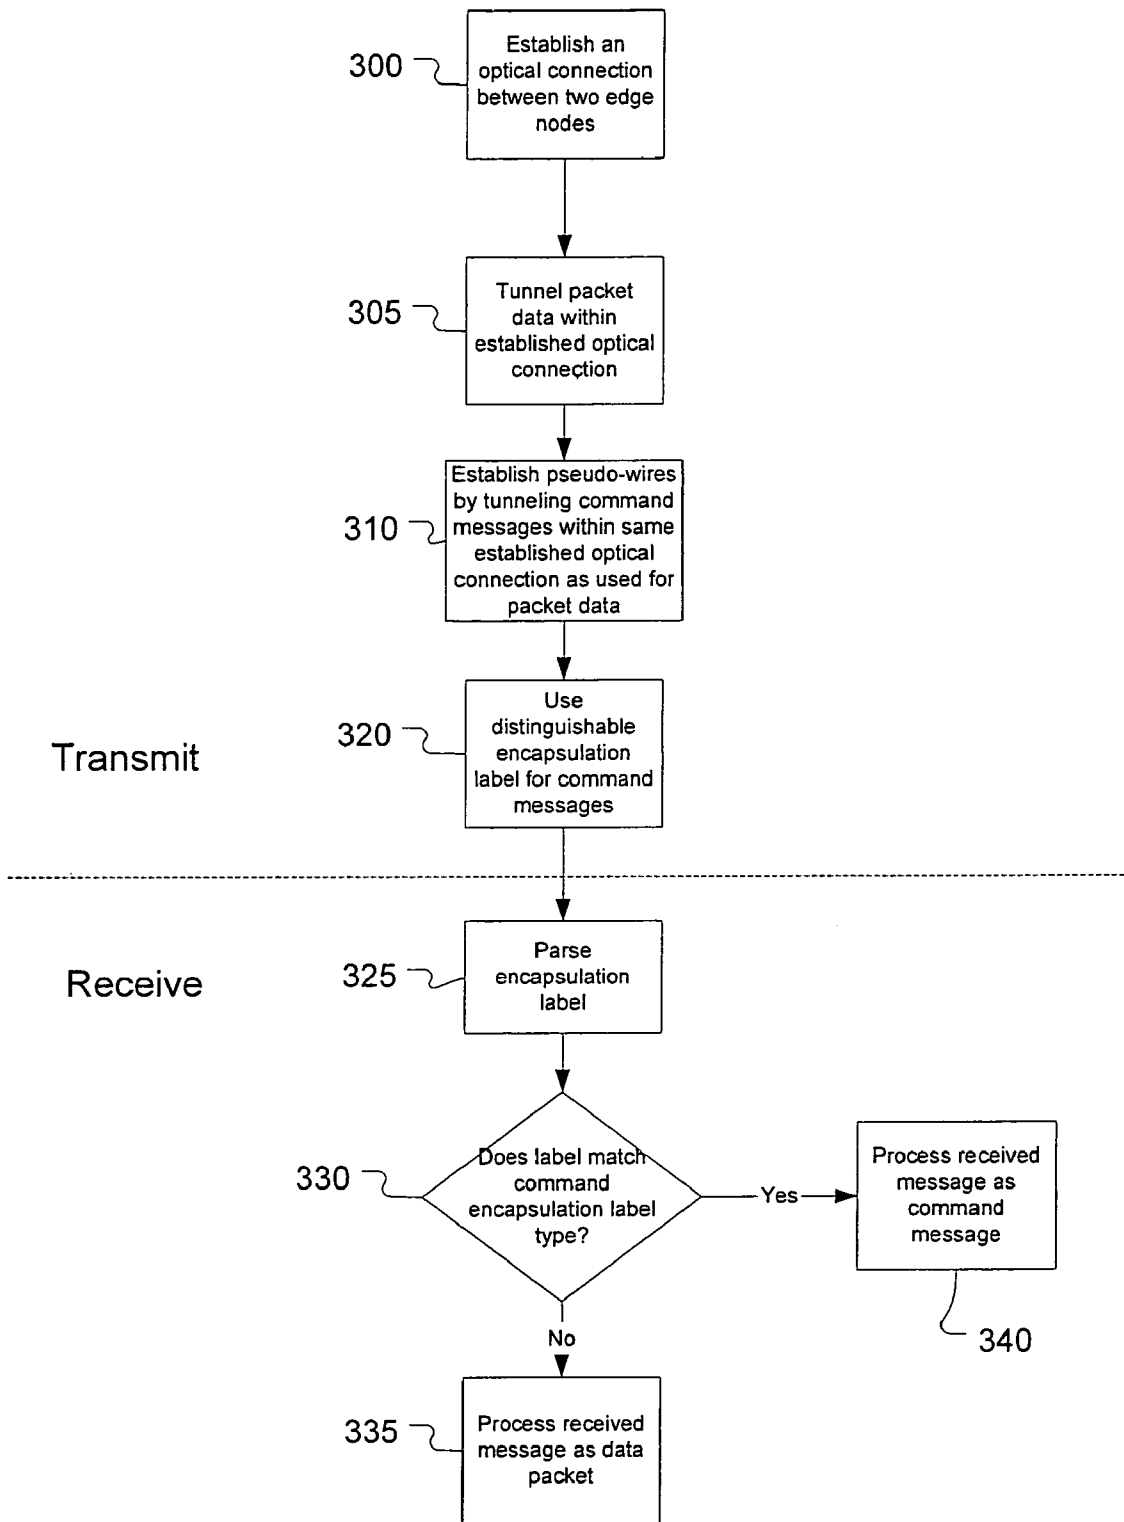 300
Establish an
optical connection
between two edge
nodes
305
Tunnel packet
data within
established optical
connection
310
Establish pseudo-wires
by tunneling command
messages within same
established optical
connection as used for
packet data
320
Use
distinguishable
encapsulation
label for command
messages
Transmit
Receive
325
Parse
encapsulation
label
330
Does label match
command
encapsulation label
type?
Yes
Process received
message as
command
message
340
No
335
Process received
message as data
packet